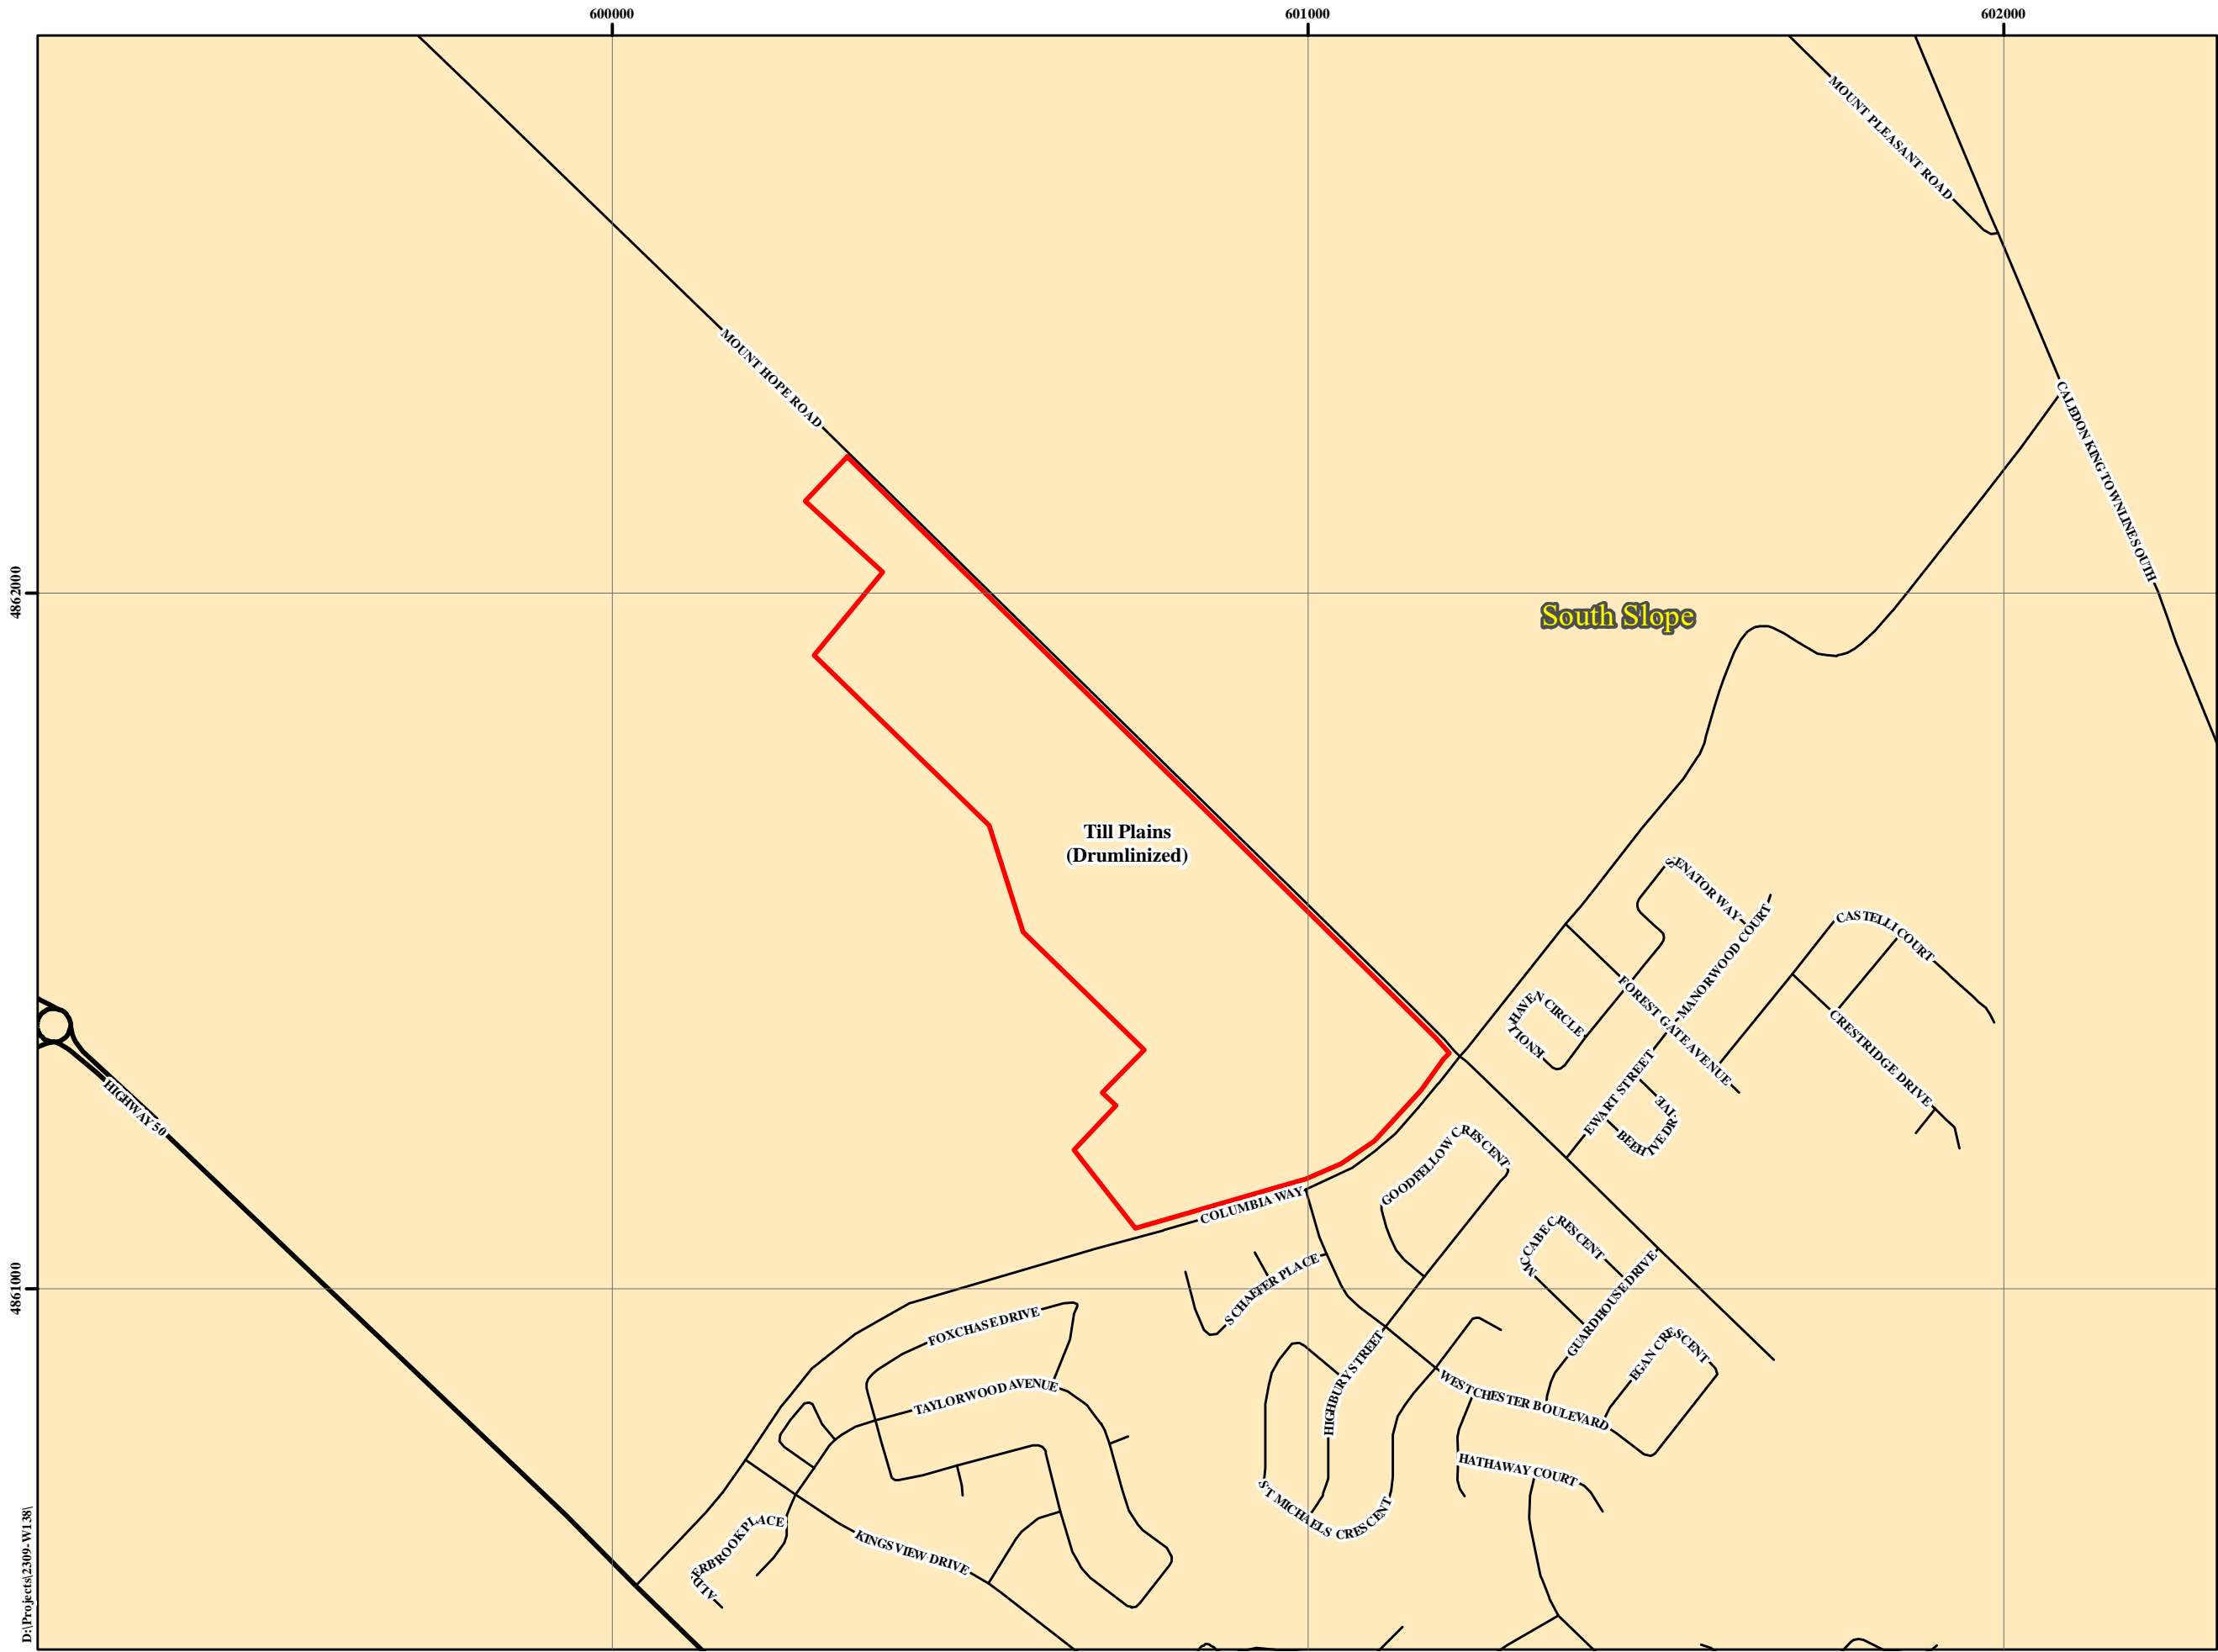 600000
601000
602000
MOUNT PLEASANT ROAD
MOUNT HOPE ROAD
CALEDON KING TOWNLINE SOUTH
4862000
South Slope
Till Plains
(Drumlinized)
SENATOR WAY
MANORWOOD COURT
CASTELLI COURT
KNOLL HAVEN CIRCLE
FOREST GATE AVENUE
CRESTRIDGE DRIVE
HIGHWAY 50
EWART STREET
BEEHIVE DRIVE
GOODFELLOW CRESCENT
COLUMBIA WAY
MCCABE CRESCENT
SCHAEFER PLACE
GUARDHOUSE DRIVE
4861000
FOXCHASE DRIVE
EGAN CRESCENT
HIGHBURY STREET
TAYLORWOOD AVENUE
WESTCHESTER BOULEVARD
HATHAWAY COURT
ST MICHAELS CRESCENT
ALDERBROOK PLACE
KINGSVIEW DRIVE
D:\Projects\2309-W138\